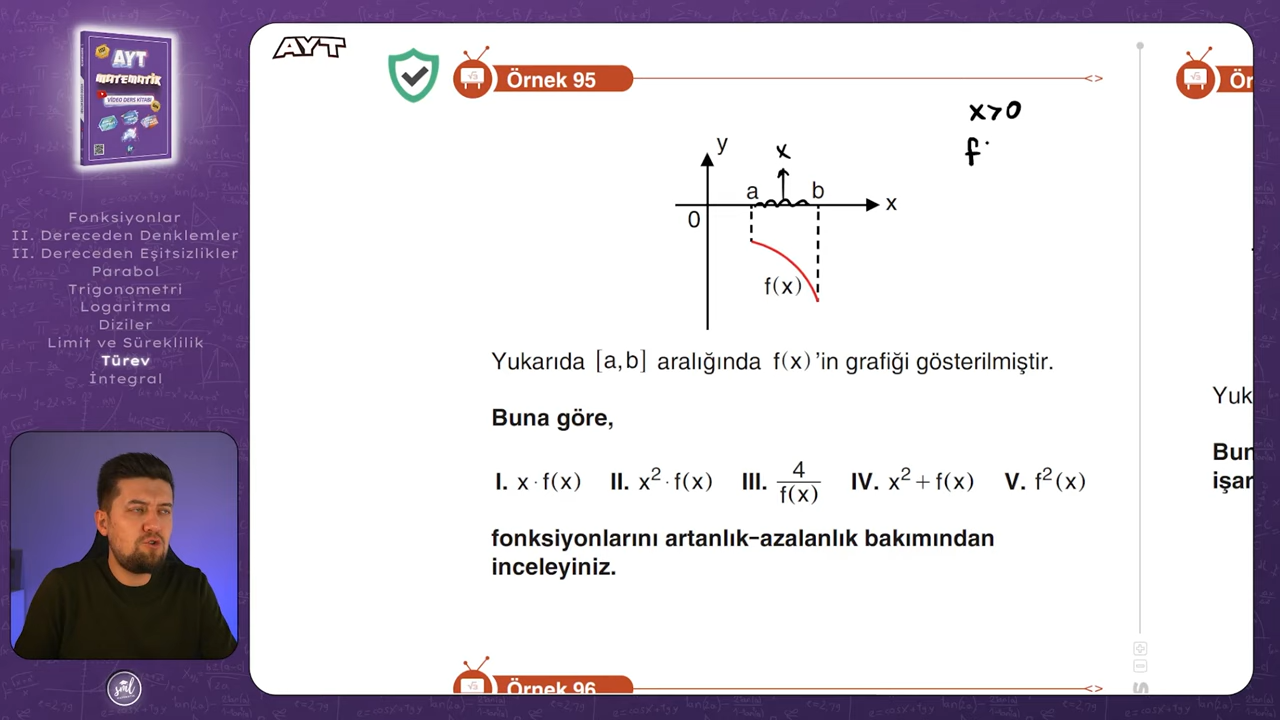 AYT
MATEMATİK
VİDEO DERS KİTABI
Fonksiyonlar
II. Dereceden Denklemler
II. Dereceden Eşitsizlikler
Parabol
Trigonometri
Logaritma
Diziler
Limit ve Süreklilik
Türev
İntegral
sml
AYT
Örnek 95
x>0
f
y
x
a
b
x
0
f(x)
Yukarıda [a,b] aralığında f(x)'in grafiği gösterilmiştir.
Buna göre,
I. x · f(x) II. x² · f(x) III. 4/f(x) IV. x² + f(x) V. f²(x)
fonksiyonlarını artanlık-azalanlık bakımından
inceleyiniz.
Örnek 96
Ör
Yuk
Bun
işar